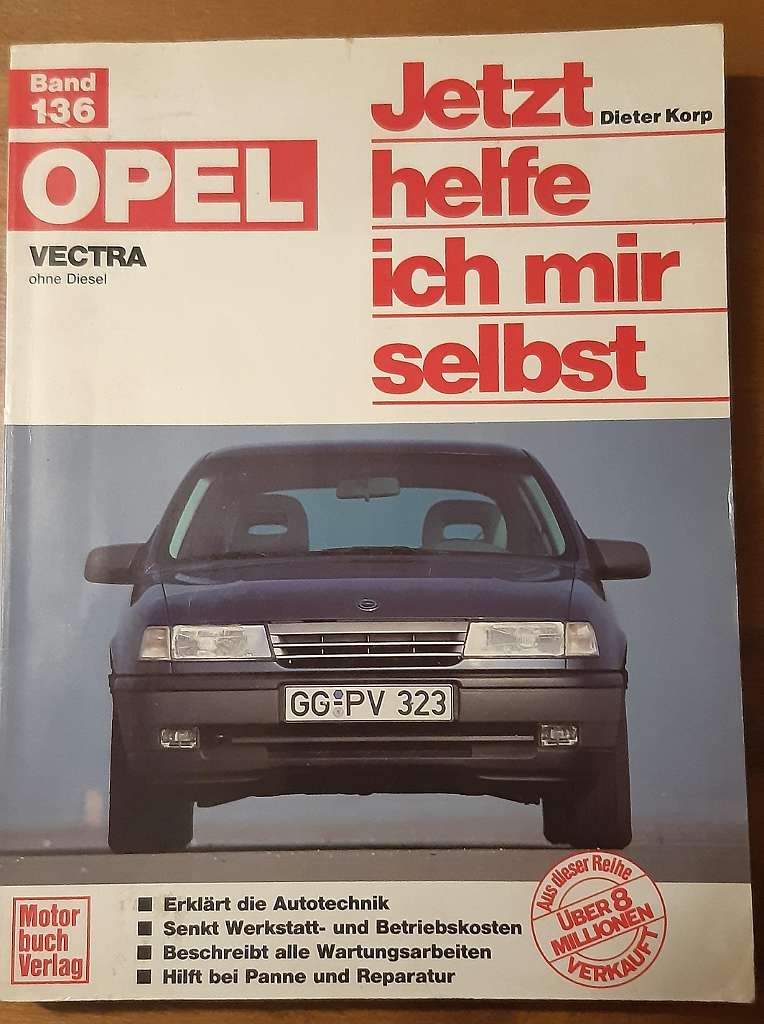 Band
136
OPEL
VECTRA
ohne Diesel
Jetzt
Dieter Korp
helfe
ich mir
selbst
GG PV 323
Motor
buch
Verlag
■ Erklärt die Autotechnik
■ Senkt Werkstatt- und Betriebskosten
■ Beschreibt alle Wartungsarbeiten
■ Hilft bei Panne und Reparatur
Aus dieser Reihe
ÜBER 8
MILLIONEN
VERKAUFT